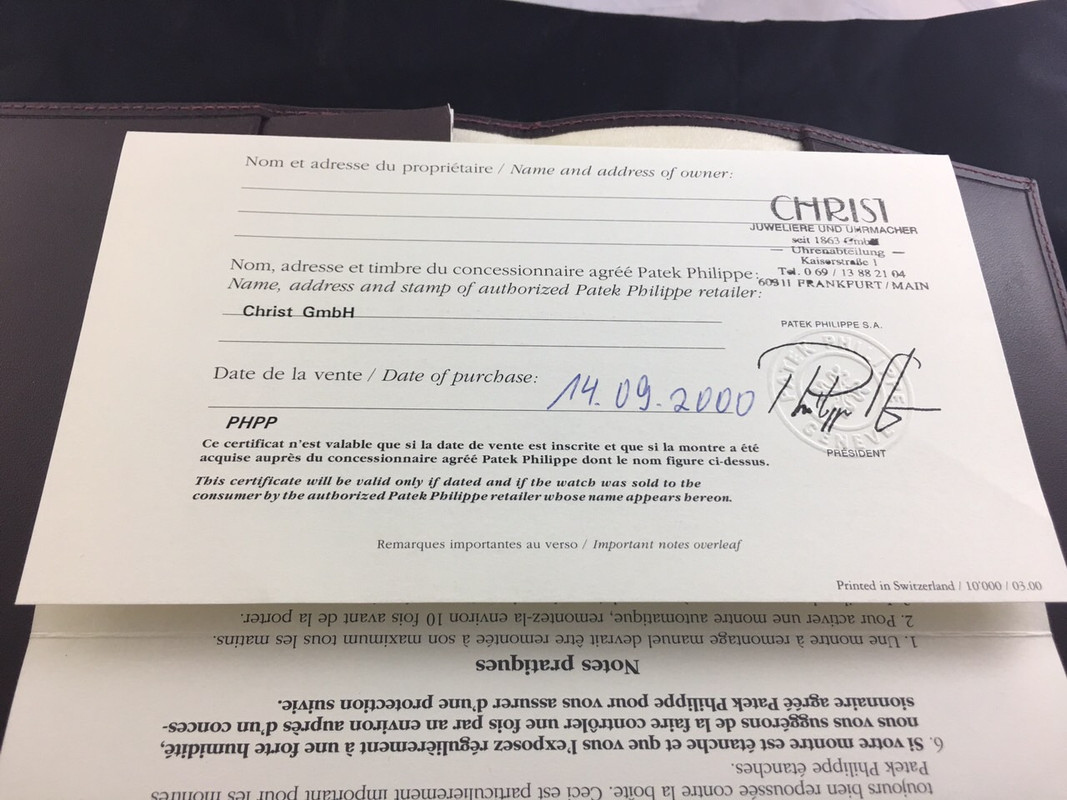 Nom et adresse du propriétaire / Name and address of owner:
CHRIST
JUWELIERE UND UHRMACHER
seit 1863 GmbH
— Uhrenabteilung —
Kaiserstraße 1
Tel. 0 69 / 13 88 21 04
60311 FRANKFURT/MAIN
Nom, adresse et timbre du concessionnaire agréé Patek Philippe:
Name, address and stamp of authorized Patek Philippe retailer:
Christ GmbH
PATEK PHILIPPE S.A.
PATEK PHILIPPE
GENEVE
PRÉSIDENT
Date de la vente / Date of purchase: 14.09.2000
PHPP
Ce certificat n'est valable que si la date de vente est inscrite et que si la montre a été
acquise auprès du concessionnaire agréé Patek Philippe dont le nom figure ci-dessus.
This certificate will be valid only if dated and if the watch was sold to the
consumer by the authorized Patek Philippe retailer whose name appears hereon.
Remarques importantes au verso / Important notes overleaf
Printed in Switzerland / 10'000 / 03.00
toujours bien repoussée contre la boîte. Ceci est particulièrement important pour les montres
Patek Philippe étanches.
6. Si votre montre est étanche et que vous l'exposez régulièrement à une forte humidité,
nous vous suggérons de la faire contrôler une fois par an environ auprès d'un conces-
sionnaire agréé Patek Philippe pour vous assurer d'une protection suivie.
Notes pratiques
1. Une montre à remontage manuel devrait être remontée à son maximum tous les matins.
2. Pour activer une montre automatique, remontez-la environ 10 fois avant de la porter.